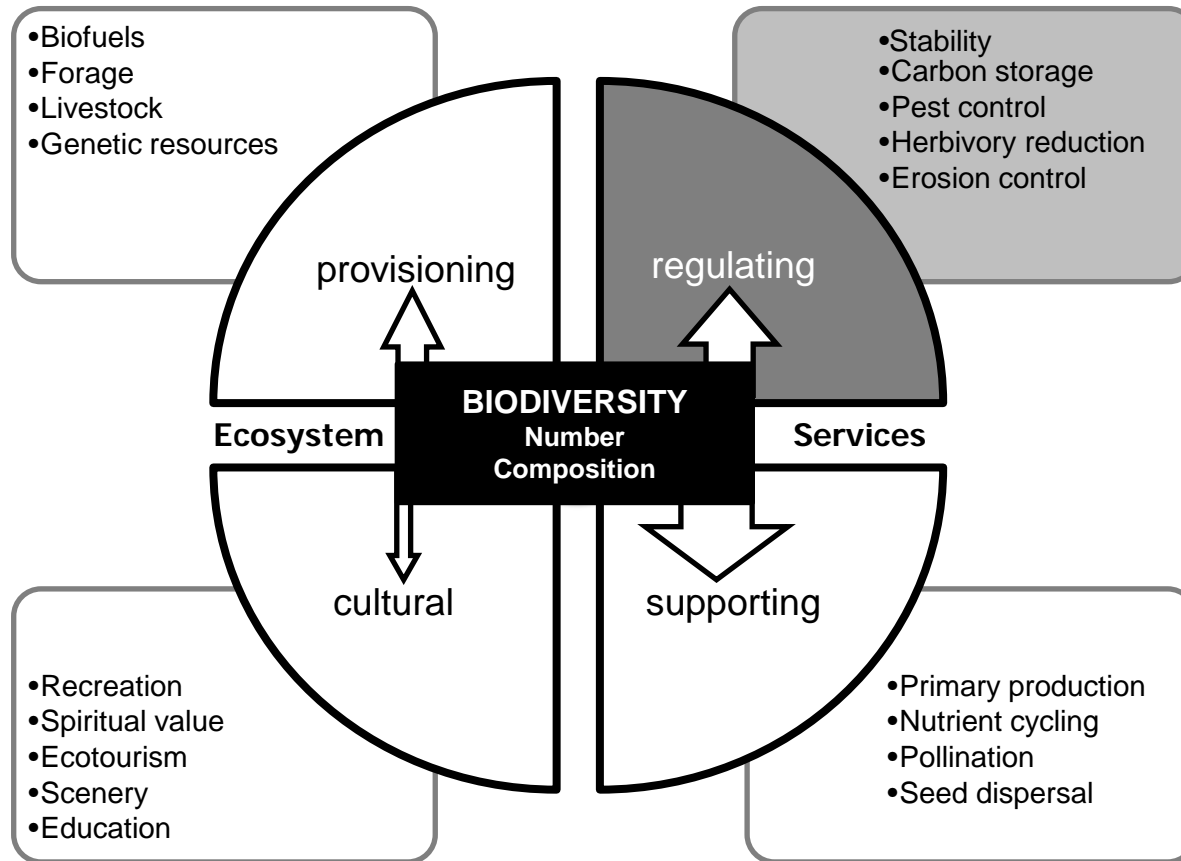 •Biofuels
•Forage
•Livestock
•Genetic resources
•Stability
•Carbon storage
•Pest control
•Herbivory reduction
•Erosion control
provisioning
regulating
BIODIVERSITY
Number
Composition
Ecosystem
Services
cultural
supporting
•Recreation
•Spiritual value
•Ecotourism
•Scenery
•Education
•Primary production
•Nutrient cycling
•Pollination
•Seed dispersal